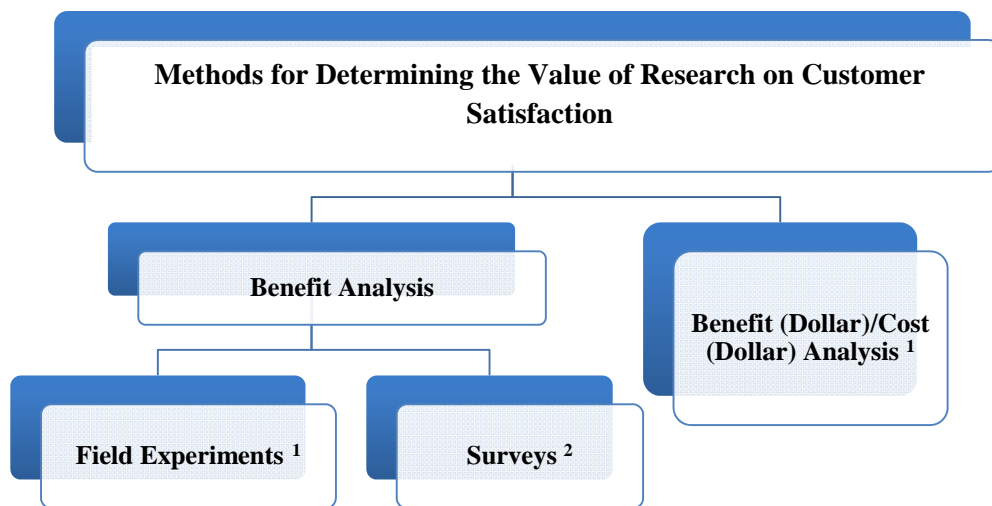 Methods for Determining the Value of Research on Customer
Satisfaction
Benefit Analysis
Benefit (Dollar)/Cost
(Dollar) Analysis ¹
Field Experiments ¹
Surveys ²